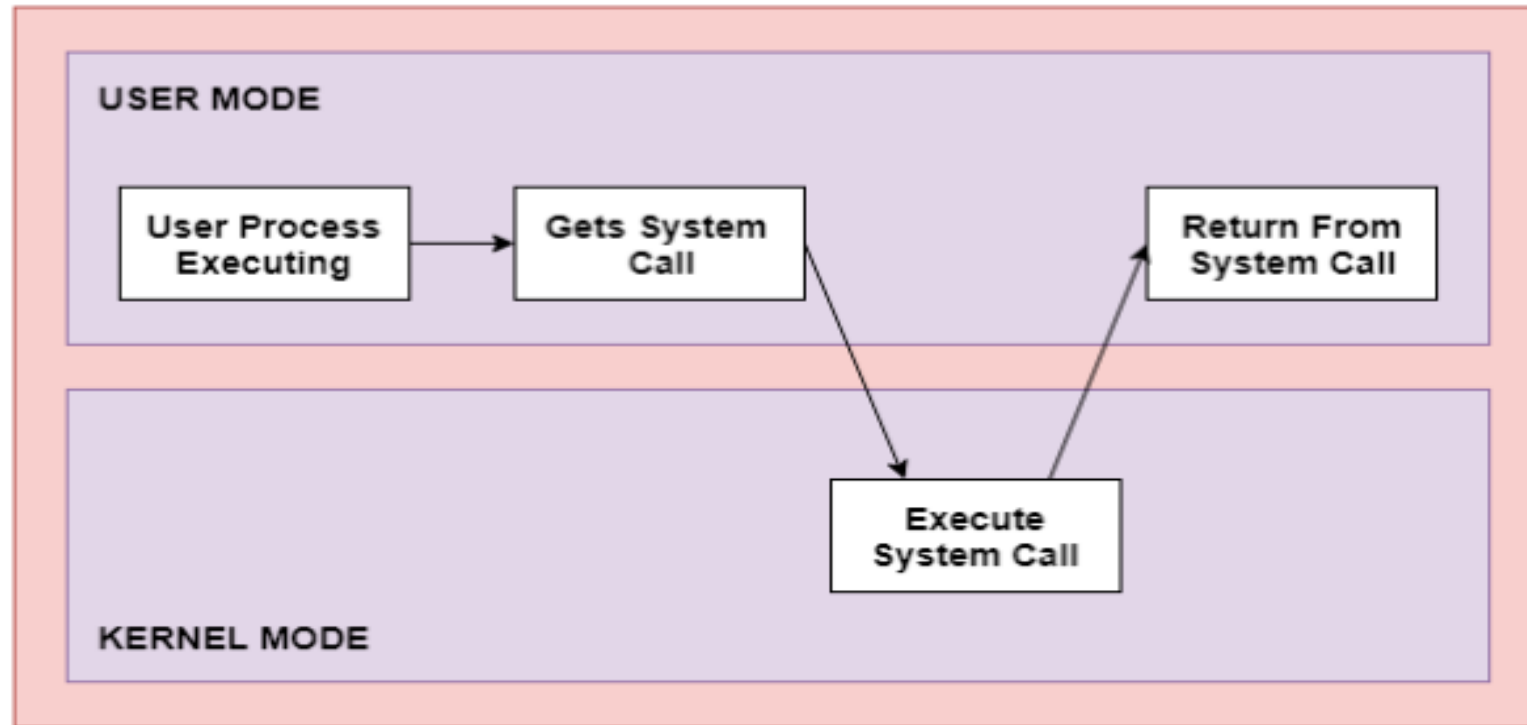 USER MODE
User Process
Executing
Gets System
Call
Return From
System Call
Execute
System Call
KERNEL MODE